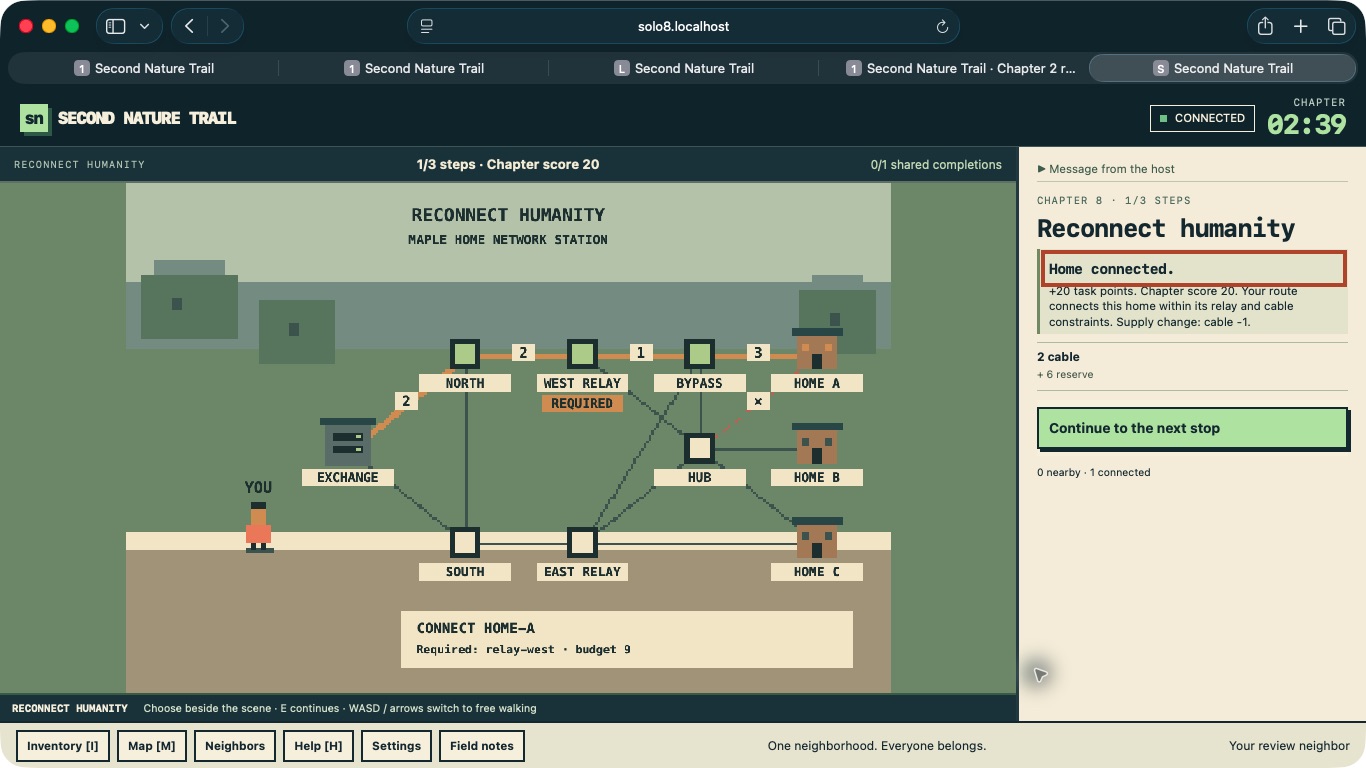 solo8.localhost
1 Second Nature Trail
1 Second Nature Trail
L Second Nature Trail
1 Second Nature Trail · Chapter 2 r...
S Second Nature Trail
sn SECOND NATURE TRAIL
CONNECTED
CHAPTER
02:39
RECONNECT HUMANITY
1/3 steps · Chapter score 20
0/1 shared completions
RECONNECT HUMANITY
MAPLE HOME NETWORK STATION
2
1
3
NORTH
WEST RELAY
BYPASS
HOME A
REQUIRED
2
×
EXCHANGE
HUB
HOME B
YOU
SOUTH
EAST RELAY
HOME C
CONNECT HOME-A
Required: relay-west · budget 9
RECONNECT HUMANITY
Choose beside the scene · E continues · WASD / arrows switch to free walking
Message from the host
CHAPTER 8 · 1/3 STEPS
Reconnect humanity
Home connected.
+20 task points. Chapter score 20. Your route
connects this home within its relay and cable
constraints. Supply change: cable -1.
2 cable
+ 6 reserve
Continue to the next stop
0 nearby · 1 connected
Inventory [I]
Map [M]
Neighbors
Help [H]
Settings
Field notes
One neighborhood. Everyone belongs.
Your review neighbor